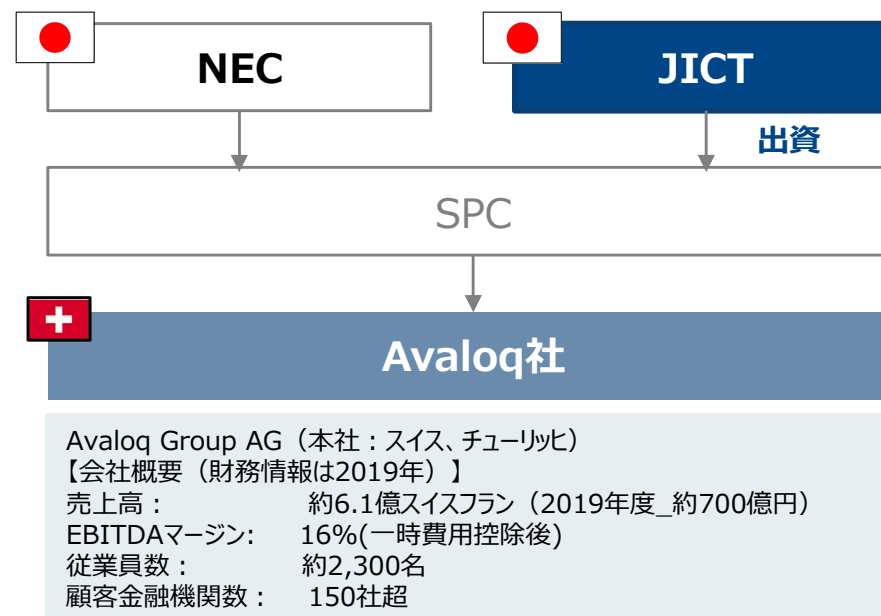 NEC
JICT
出資
SPC
Avaloq社
Avaloq Group AG（本社：スイス、チューリッヒ）
【会社概要（財務情報は2019年）】
売上高： 約6.1億スイスフラン（2019年度_約700億円）
EBITDAマージン: 16%(一時費用控除後)
従業員数： 約2,300名
顧客金融機関数： 150社超